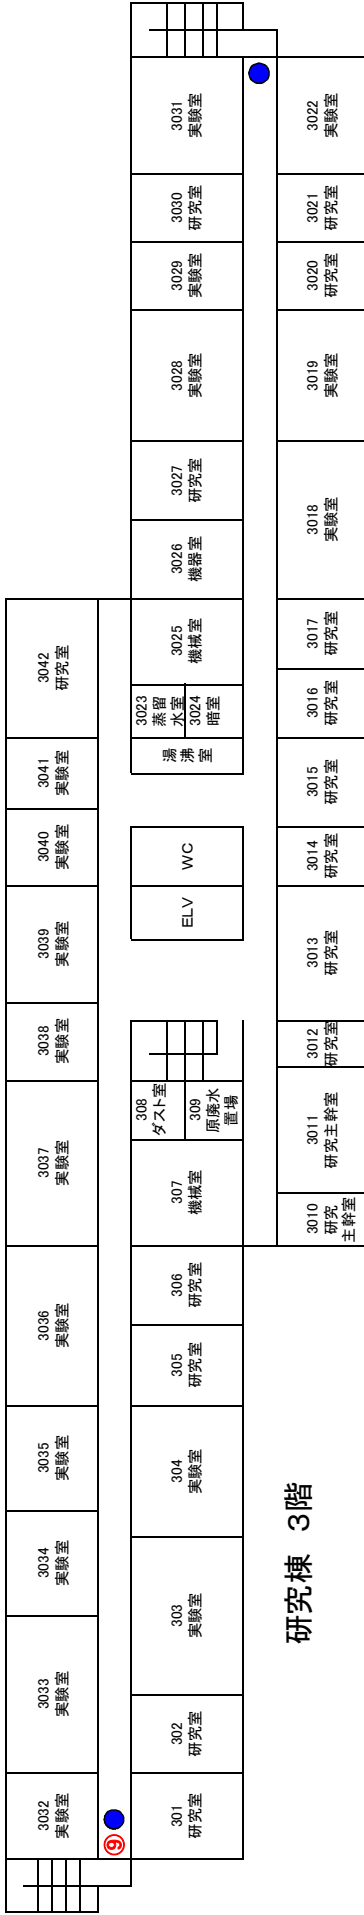 3032
実験室
3033
実験室
3034
実験室
3035
実験室
3036
実験室
3037
実験室
3038
実験室
3039
実験室
3040
実験室
3041
実験室
3042
研究室
⑨
301
研究室
302
研究室
303
実験室
304
実験室
305
研究室
306
研究室
307
機械室
308
ダスト室
309
原廃水
置場
ELV
WC
湯沸
室
3023
蒸留
水室
3024
暗室
3025
機械室
3026
機器室
3027
研究室
3028
実験室
3029
実験室
3030
研究室
3031
実験室
研究棟 3階
3010
研究
主幹室
3011
研究主幹室
3012
研究室
3013
研究室
3014
研究室
3015
研究室
3016
研究室
3017
研究室
3018
実験室
3019
実験室
3020
研究室
3021
研究室
3022
実験室